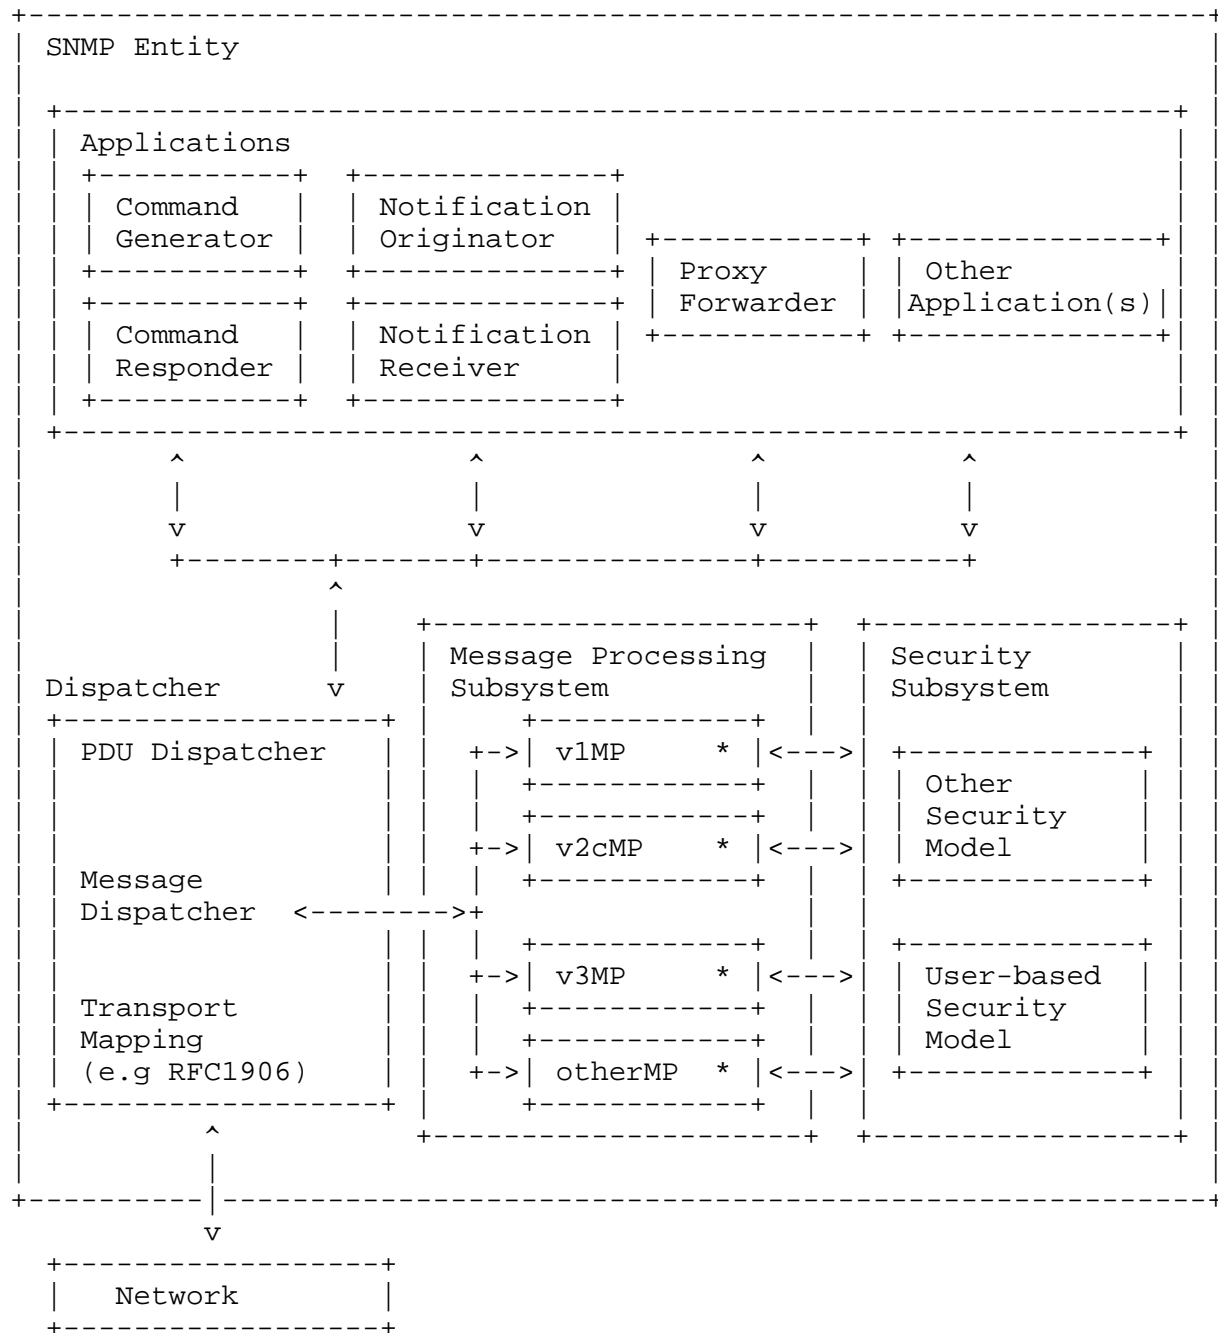 SNMP Entity
Applications
Command Generator
Notification Originator
Proxy Forwarder
Other Application(s)
Command Responder
Notification Receiver
Dispatcher
PDU Dispatcher
Message Dispatcher
Transport Mapping (e.g RFC1906)
Message Processing Subsystem
v1MP *
v2cMP *
v3MP *
otherMP *
Security Subsystem
Other Security Model
User-based Security Model
Network